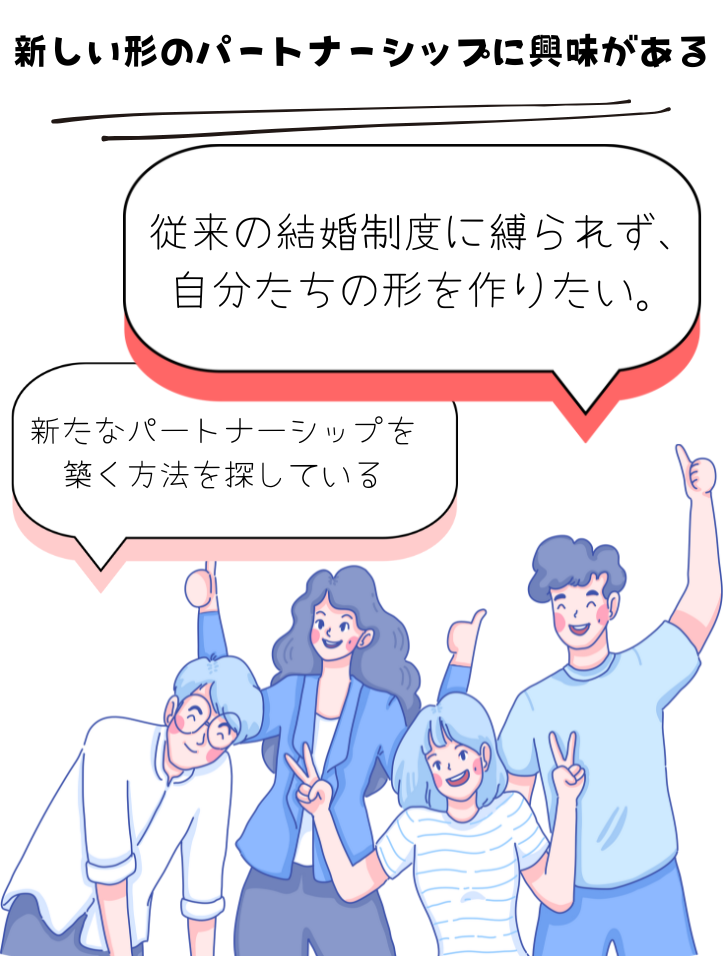 新しい形のパートナーシップに興味がある
従来の結婚制度に縛られず、
自分たちの形を作りたい。
新たなパートナーシップを
築く方法を探している